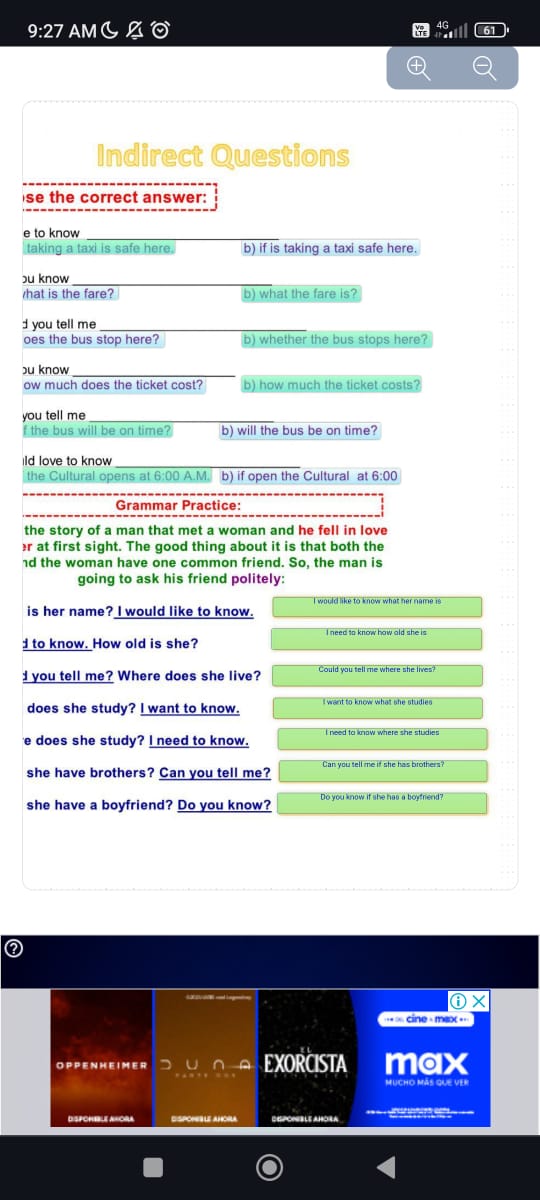 9:27 AM
Vo LTE 4G 61
Indirect Questions
se the correct answer:
e to know
taking a taxi is safe here. b) if is taking a taxi safe here.
ou know
hat is the fare? b) what the fare is?
d you tell me
oes the bus stop here? b) whether the bus stops here?
ou know
ow much does the ticket cost? b) how much the ticket costs?
you tell me
f the bus will be on time? b) will the bus be on time?
ld love to know
the Cultural opens at 6:00 A.M. b) if open the Cultural at 6:00
Grammar Practice:
the story of a man that met a woman and he fell in love
er at first sight. The good thing about it is that both the
nd the woman have one common friend. So, the man is
going to ask his friend politely:
is her name? I would like to know. I would like to know what her name is
d to know. How old is she? I need to know how old she is
d you tell me? Where does she live? Could you tell me where she lives?
does she study? I want to know. I want to know what she studies
e does she study? I need to know. I need to know where she studies
she have brothers? Can you tell me? Can you tell me if she has brothers?
she have a boyfriend? Do you know? Do you know if she has a boyfriend?
DEL cine a max
OPPENHEIMER DUNA EL EXORCISTA max
PARTE DOS
MUCHO MÁS QUE VER
DISPONIBLE AHORA DISPONIBLE AHORA DISPONIBLE AHORA